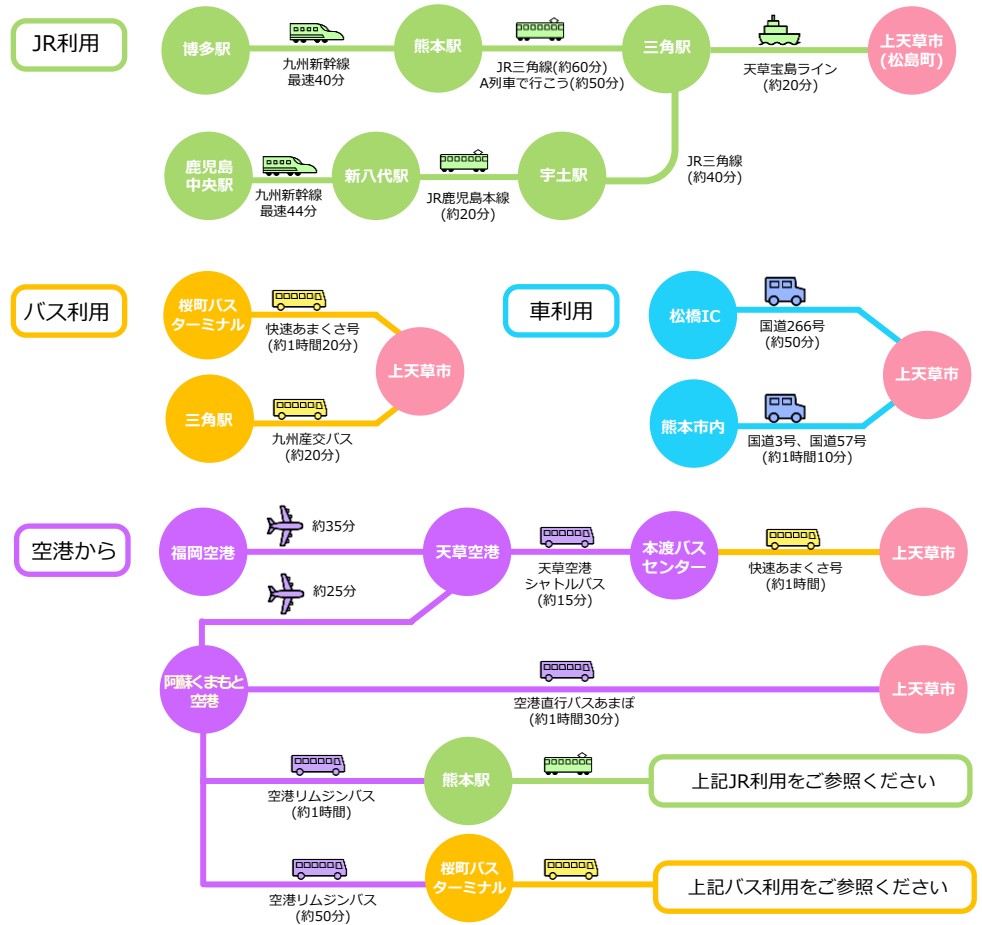 JR利用
博多駅
九州新幹線
最速40分
熊本駅
JR三角線(約60分)
A列車で行こう(約50分)
三角駅
天草宝島ライン
(約20分)
上天草市
(松島町)
鹿児島
中央駅
九州新幹線
最速44分
新八代駅
JR鹿児島本線
(約20分)
宇土駅
JR三角線
(約40分)
バス利用
桜町バス
ターミナル
快速あまくさ号
(約1時間20分)
上天草市
三角駅
九州産交バス
(約20分)
車利用
松橋IC
国道266号
(約50分)
上天草市
熊本市内
国道3号、国道57号
(約1時間10分)
空港から
福岡空港
約35分
約25分
天草空港
天草空港
シャトルバス
(約15分)
本渡バス
センター
快速あまくさ号
(約1時間)
上天草市
阿蘇くまもと
空港
空港直行バスあまぽ
(約1時間30分)
上天草市
空港リムジンバス
(約1時間)
熊本駅
上記JR利用をご参照ください
空港リムジンバス
(約50分)
桜町バス
ターミナル
上記バス利用をご参照ください